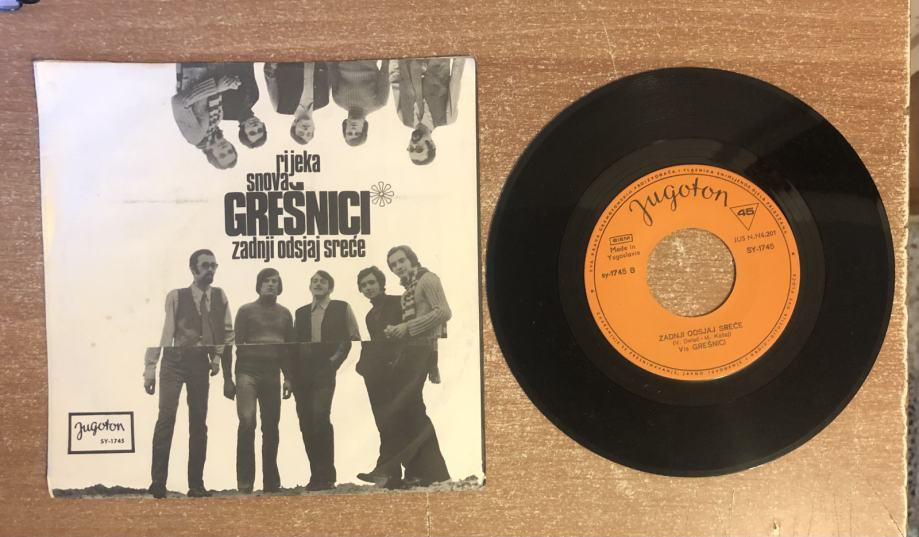 rijeka
snova
GREŠNICI
zadnji odsjaj sreće
Jugoton
SY-1745
Jugoton
45
BIEM
Made in
Yugoslavia
JUS N.N4.201
SY-1745
sy-1745 B
ZADNJI ODSJAJ SREĆE
Vis GREŠNICI